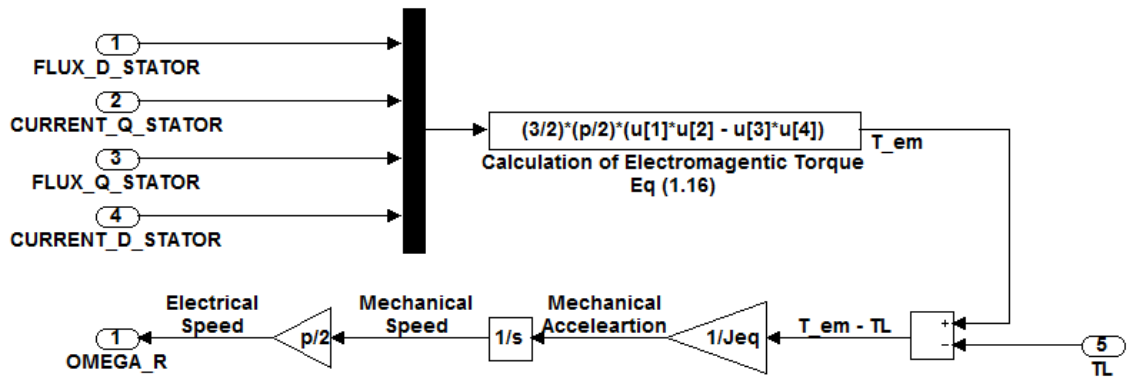 1
FLUX_D_STATOR
2
CURRENT_Q_STATOR
3
FLUX_Q_STATOR
4
CURRENT_D_STATOR
(3/2)*(p/2)*(u[1]*u[2] - u[3]*u[4])
T_em
Calculation of Electromagentic Torque
Eq (1.16)
Electrical
Speed
Mechanical
Speed
Mechanical
Acceleartion
T_em - TL
1
OMEGA_R
p/2
1/s
1/Jeq
+
−
5
TL